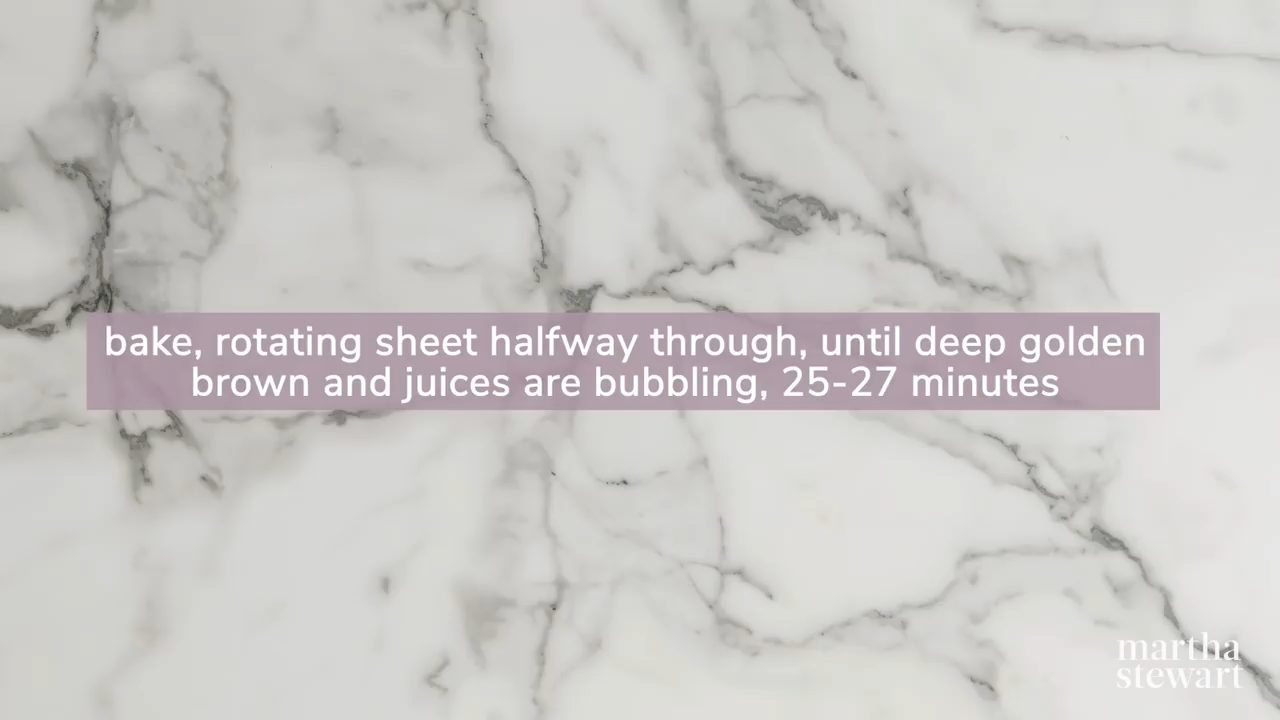 bake, rotating sheet halfway through, until deep golden
brown and juices are bubbling, 25-27 minutes
martha
stewart